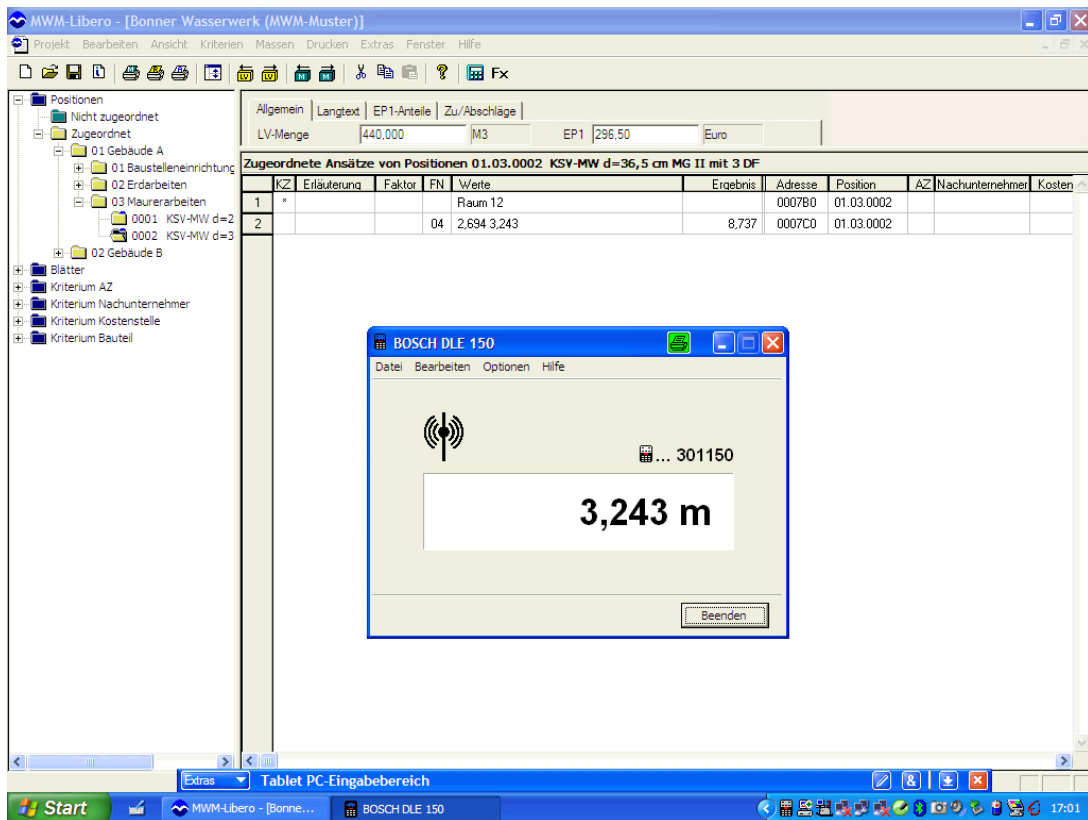 MWM-Libero - [Bonner Wasserwerk (MWM-Muster)]
Projekt Bearbeiten Ansicht Kriterien Massen Drucken Extras Fenster Hilfe
LV LV M M Fx
Positionen
Nicht zugeordnet
Zugeordnet
01 Gebäude A
01 Baustelleneinrichtung
02 Erdarbeiten
03 Maurerarbeiten
0001 KSV-MW d=2
0002 KSV-MW d=3
02 Gebäude B
Blätter
Kriterium AZ
Kriterium Nachunternehmer
Kriterium Kostenstelle
Kriterium Bauteil
Allgemein Langtext EP1-Anteile Zu/Abschläge
LV-Menge 440,000 M3 EP1 296,50 Euro
Zugeordnete Ansätze von Positionen 01.03.0002 KSV-MW d=36,5 cm MG II mit 3 DF
KZ Erläuterung Faktor FN Werte Ergebnis Adresse Position AZ Nachunternehmer Kosten
1 * Raum 12 0007B0 01.03.0002
2 04 2,694 3,243 8,737 0007C0 01.03.0002
BOSCH DLE 150
Datei Bearbeiten Optionen Hilfe
... 301150
3,243 m
Beenden
Extras Tablet PC-Eingabebereich
Start MWM-Libero - [Bonne... BOSCH DLE 150 17:01